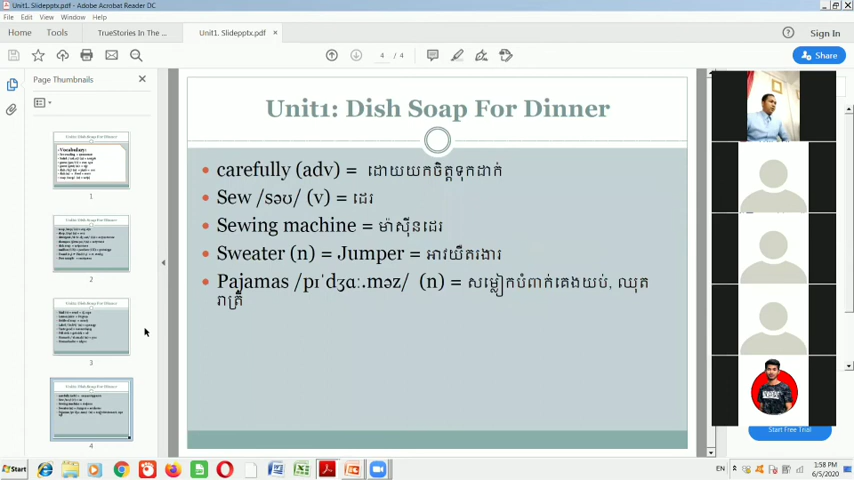 Unit1. Slidepptx.pdf - Adobe Acrobat Reader DC
File Edit View Window Help
Home Tools TrueStories In The ... Unit1. Slidepptx.pdf × Sign In
4 / 4 Share
Page Thumbnails
Unit1: Dish Soap For Dinner
carefully (adv) = ដោយយកចិត្តទុកដាក់
Sew /səʊ/ (v) = ដេរ
Sewing machine = ម៉ាស៊ីនដេរ
Sweater (n) = Jumper = អាវយឺតរងារ
Pajamas /pɪˈdʒɑː.məz/ (n) = សម្លៀកបំពាក់គេងយប់, ឈុត
រាត្រី
1
2
3
4
Start Free Trial
Start
EN
1:58 PM
6/5/2020